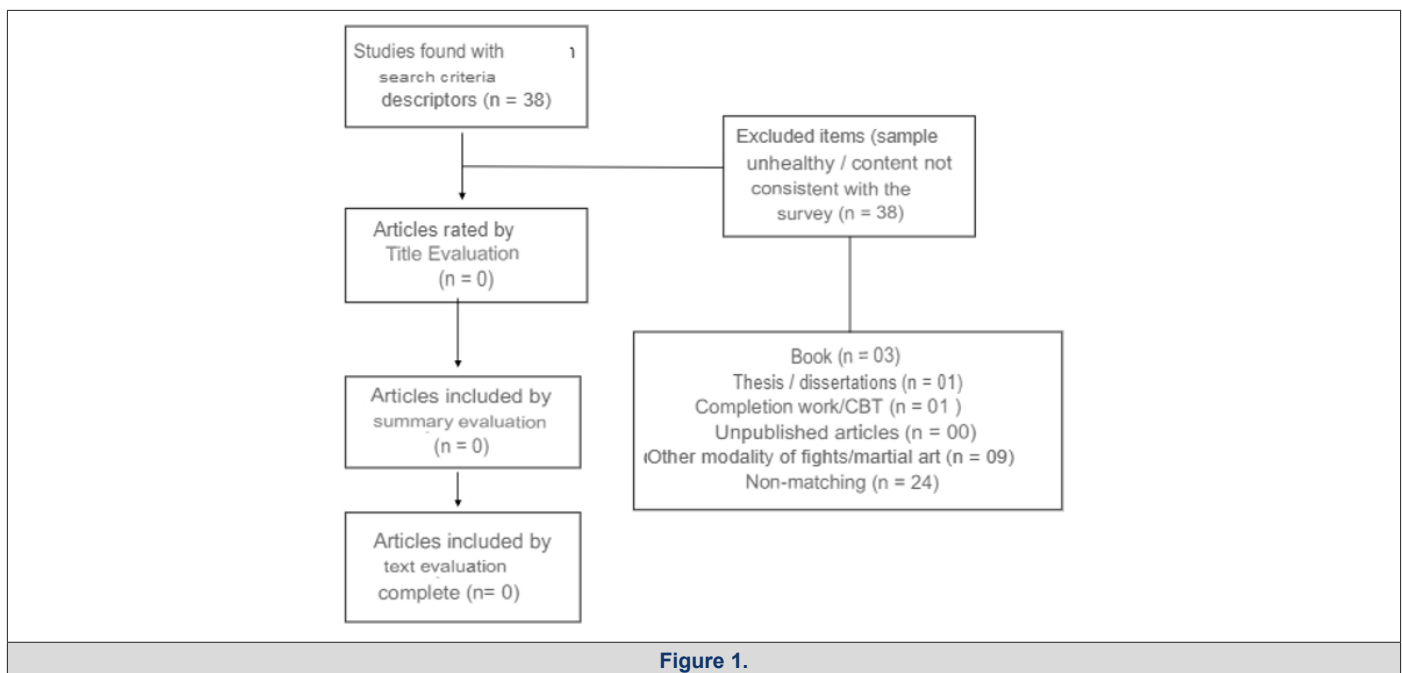 Studies found with
search criteria
descriptors (n = 38)
Excluded items (sample
unhealthy / content not
consistent with the
survey (n = 38)
Articles rated by
Title Evaluation
(n = 0)
Book (n = 03)
Thesis / dissertations (n = 01)
Completion work/CBT (n = 01 )
Unpublished articles (n = 00)
Other modality of fights/martial art (n = 09)
Non-matching (n = 24)
Articles included by
summary evaluation
(n = 0)
Articles included by
text evaluation
complete (n= 0)
Figure 1.